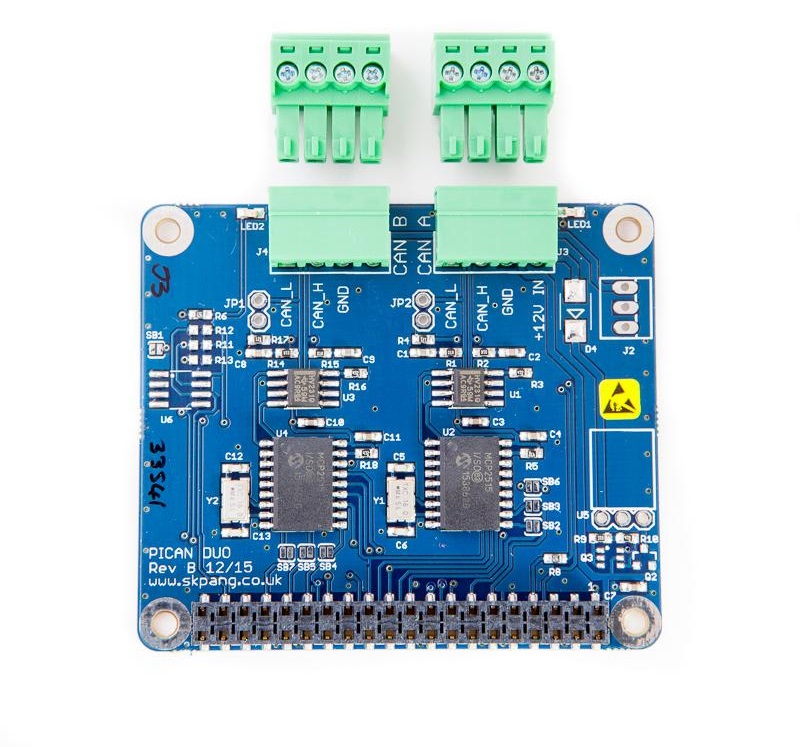 LED2
CAN B
CAN A
LED1
J4
J3
JP1
CAN_L
CAN_H
GND
JP2
CAN_L
CAN_H
GND
+12V IN
J2
D4
SB1
R6
R12
R11
R13
U6
R17
C8
R14
R15
C9
R16
U3
R4
C1
R1
R2
C2
R3
U1
C10
C11
R18
U4
C12
Y2
C13
C3
C4
R5
U2
MCP2515
C5
Y1
C6
SB6
SB3
SB2
U5
R9
R10
Q3
Q2
R8
C7
1
33541
PICAN DUO
Rev B 12/15
www.skpang.co.uk
SB7 SB5 SB4